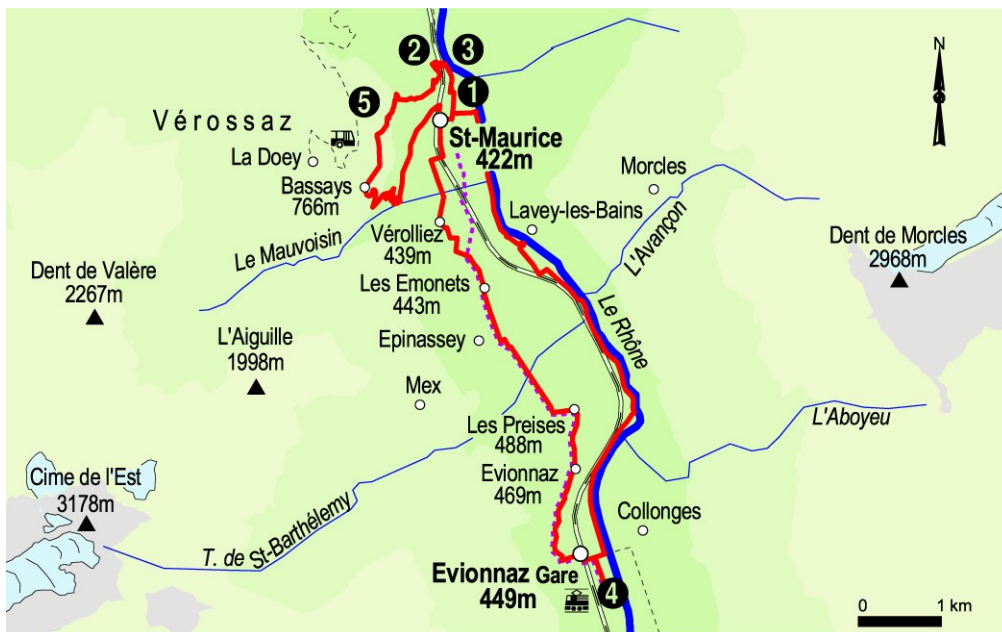 N
2
3
1
5
Vérossaz
St-Maurice
422m
La Doey
Bassays
766m
Morcles
Lavey-les-Bains
L'Avançon
Dent de Morcles
2968m
Vérolliez
439m
Le Mauvoisin
Dent de Valère
2267m
Les Emonets
443m
Le Rhône
L'Aiguille
1998m
Epinassey
Mex
Les Preises
488m
L'Aboyeu
Evionnaz
469m
Cime de l'Est
3178m
Collonges
T. de St-Barthélemy
Evionnaz Gare
449m
4
0 1 km